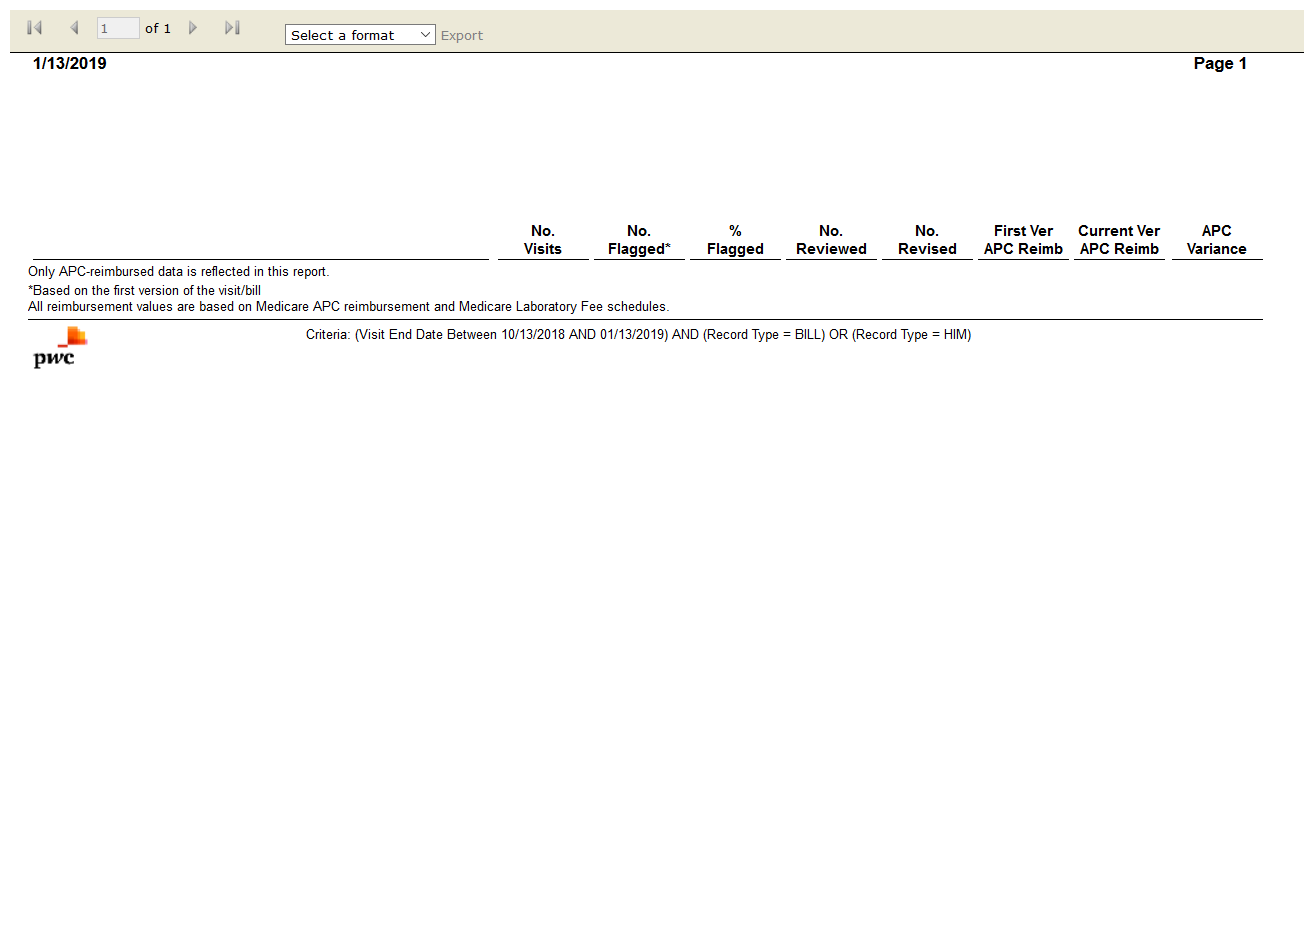 1 of 1 Select a format Export
1/13/2019 Page 1
No. No. % No. No. First Ver Current Ver APC
Visits Flagged* Flagged Reviewed Revised APC Reimb APC Reimb Variance
Only APC-reimbursed data is reflected in this report.
*Based on the first version of the visit/bill
All reimbursement values are based on Medicare APC reimbursement and Medicare Laboratory Fee schedules.
Criteria: (Visit End Date Between 10/13/2018 AND 01/13/2019) AND (Record Type = BILL) OR (Record Type = HIM)
pwc